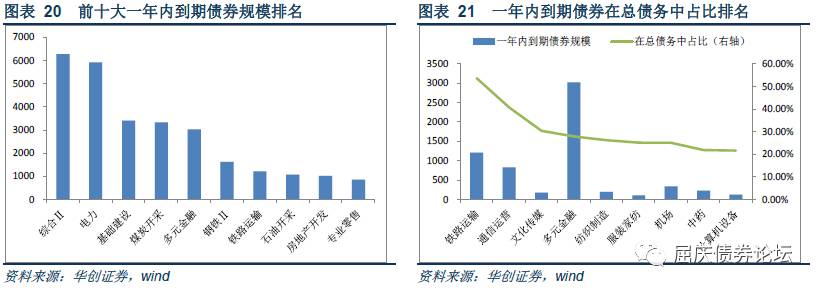 图表 20 前十大一年内到期债券规模排名
7000
6000
5000
4000
3000
2000
1000
0
综合Ⅱ
电力
基础建设
煤炭开采
多元金融
钢铁Ⅱ
铁路运输
石油开采
房地产开发
专业零售
资料来源：华创证券，wind
图表 21 一年内到期债券在总债务中占比排名
一年内到期债券规模
在总债务中占比（右轴）
3500
3000
2500
2000
1500
1000
500
0
60.00%
50.00%
40.00%
30.00%
20.00%
10.00%
0.00%
铁路运输
通信运营
文化传媒
多元金融
纺织制造
服装家纺
机场
中药
计算机设备
资料来源：华创证券，wind
屈庆债券论坛